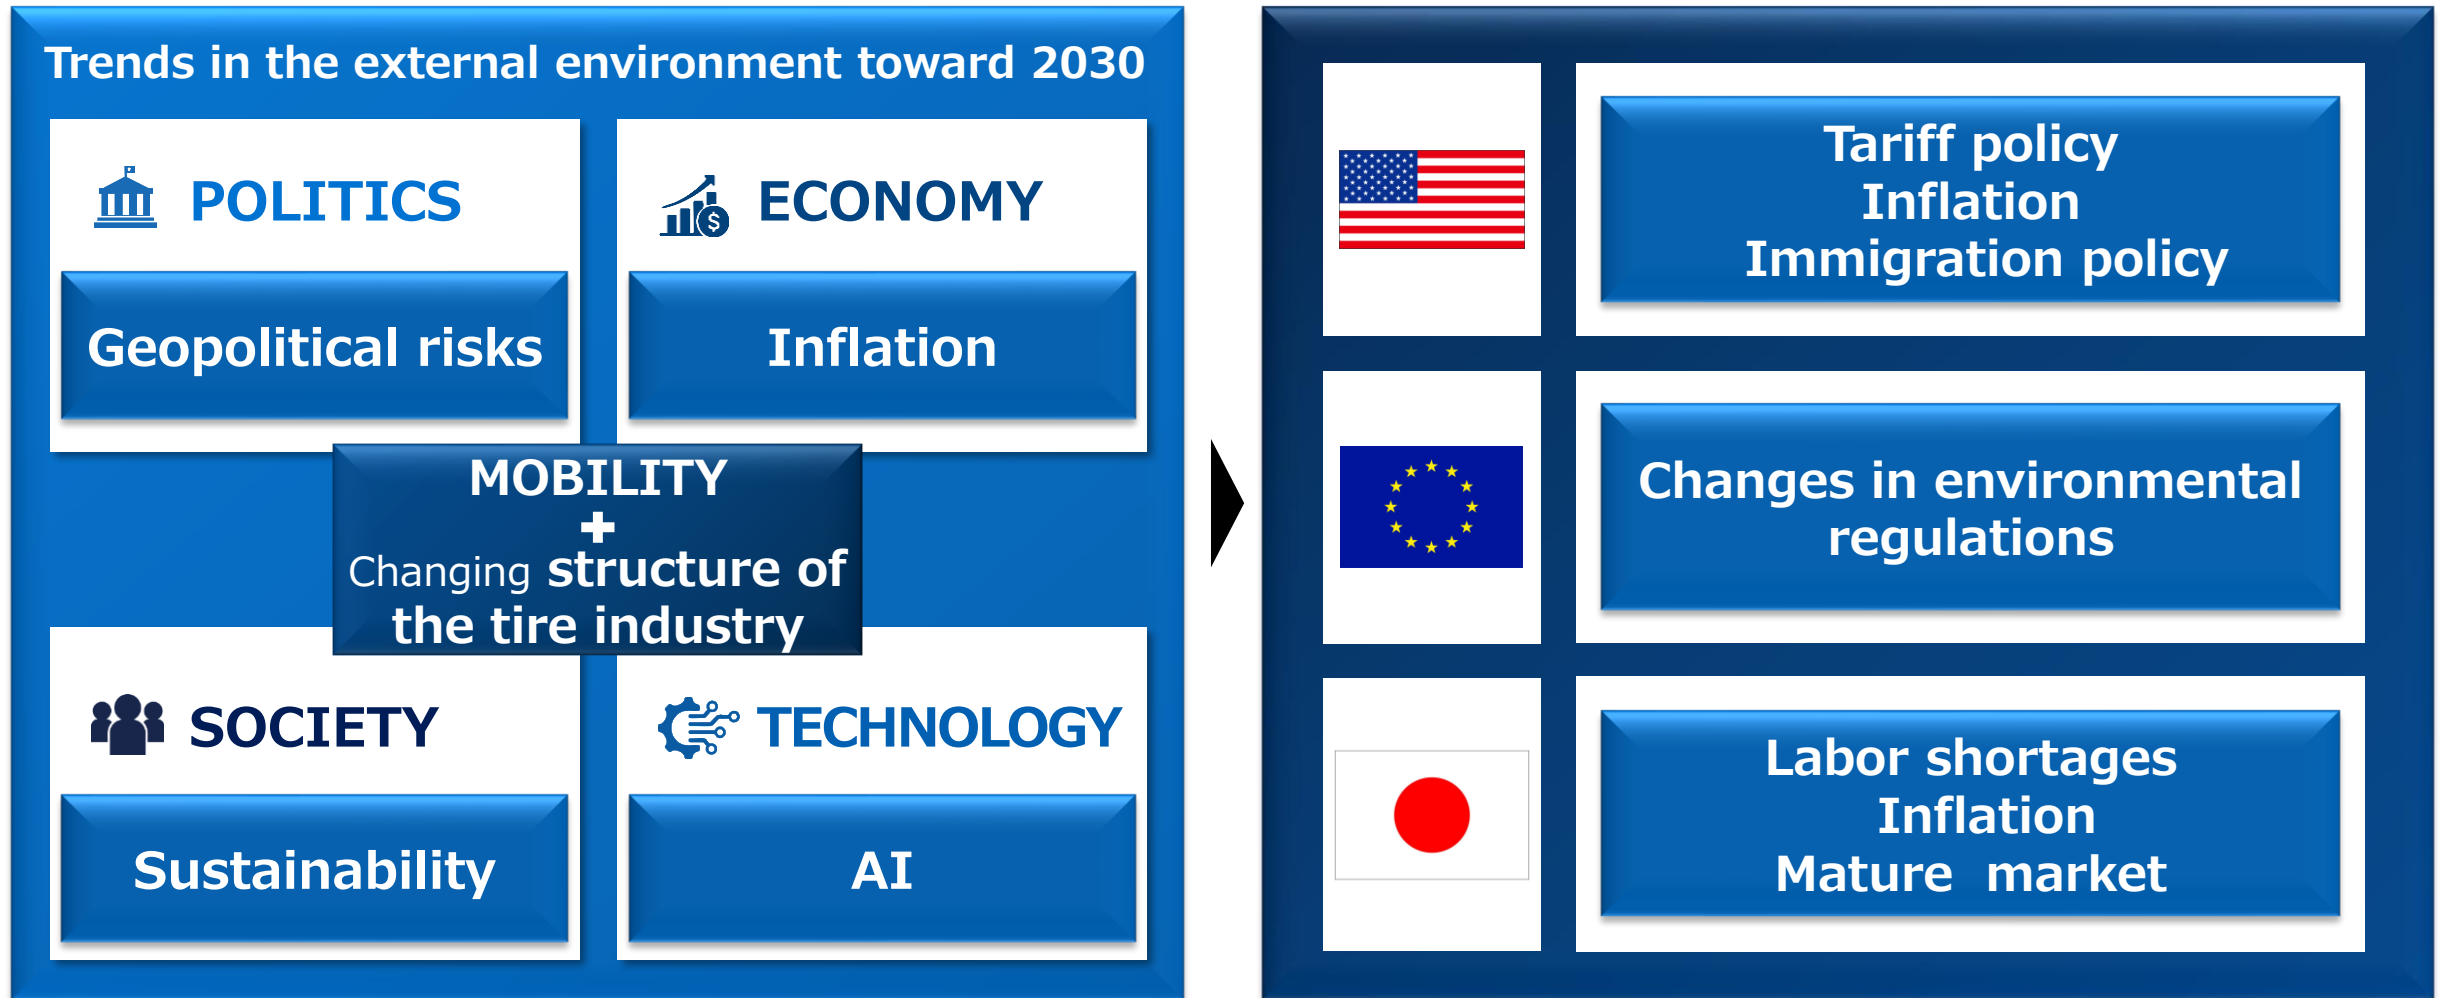 Trends in the external environment toward 2030
POLITICS
Geopolitical risks
ECONOMY
Inflation
MOBILITY
+
Changing structure of
the tire industry
SOCIETY
Sustainability
TECHNOLOGY
AI
Tariff policy
Inflation
Immigration policy
Changes in environmental
regulations
Labor shortages
Inflation
Mature  market